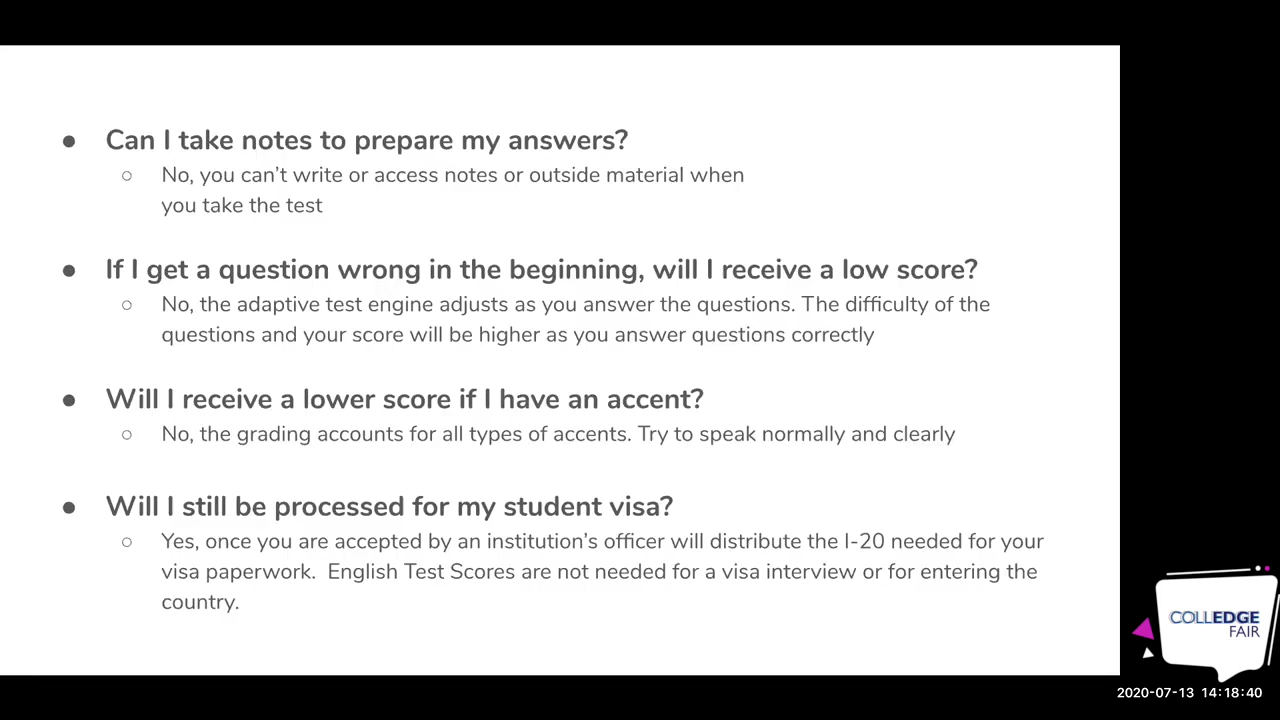 ● Can I take notes to prepare my answers?
○ No, you can’t write or access notes or outside material when
you take the test
● If I get a question wrong in the beginning, will I receive a low score?
○ No, the adaptive test engine adjusts as you answer the questions. The difficulty of the
questions and your score will be higher as you answer questions correctly
● Will I receive a lower score if I have an accent?
○ No, the grading accounts for all types of accents. Try to speak normally and clearly
● Will I still be processed for my student visa?
○ Yes, once you are accepted by an institution’s officer will distribute the I-20 needed for your
visa paperwork.  English Test Scores are not needed for a visa interview or for entering the
country.
COLLEDGE
FAIR
2020-07-13 14:18:40